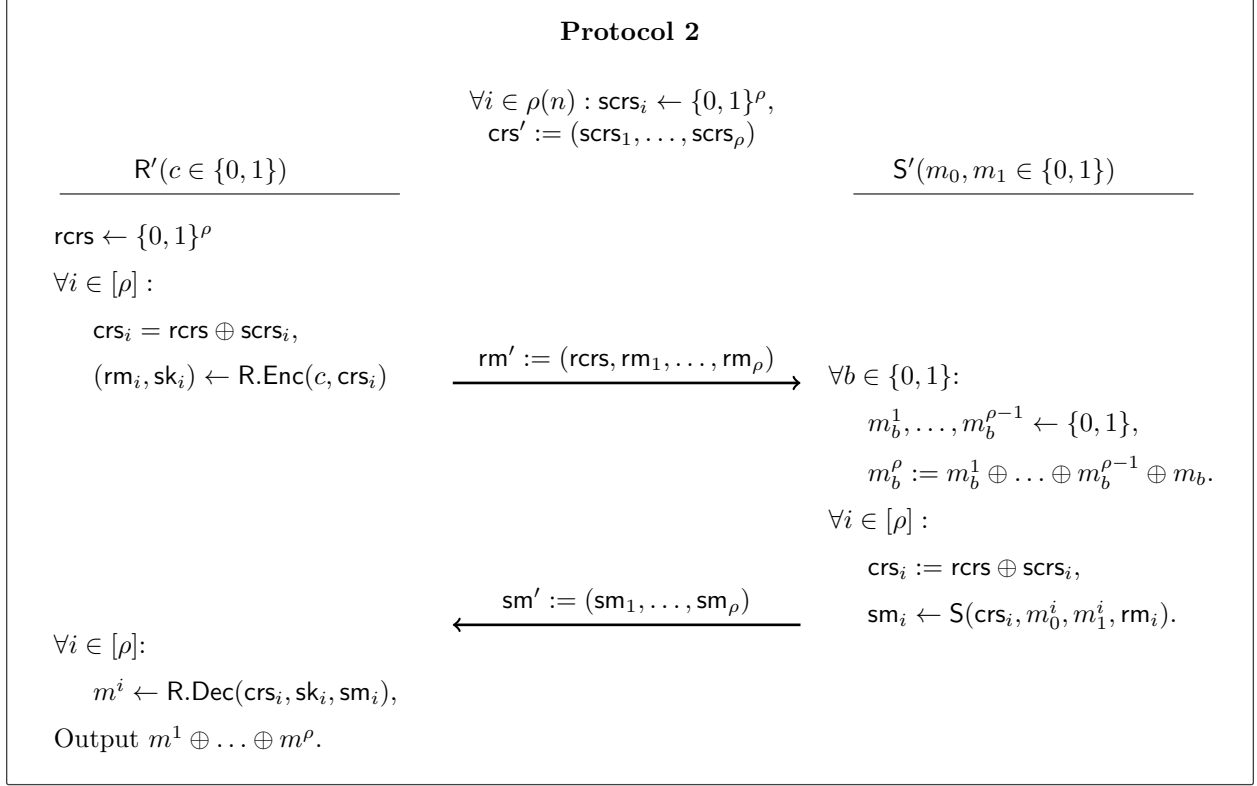 Protocol 2
∀i ∈ ρ(n) : scrs_i ← {0, 1}^ρ,
crs′ := (scrs_1, . . . , scrs_ρ)
R′(c ∈ {0, 1})
S′(m_0, m_1 ∈ {0, 1})
rcrs ← {0, 1}^ρ
∀i ∈ [ρ] :
crs_i = rcrs ⊕ scrs_i,
(rm_i, sk_i) ← R.Enc(c, crs_i)
rm′ := (rcrs, rm_1, . . . , rm_ρ)
∀b ∈ {0, 1}:
m_b^1, . . . , m_b^{ρ−1} ← {0, 1},
m_b^ρ := m_b^1 ⊕ . . . ⊕ m_b^{ρ−1} ⊕ m_b.
∀i ∈ [ρ] :
crs_i := rcrs ⊕ scrs_i,
sm_i ← S(crs_i, m_0^i, m_1^i, rm_i).
sm′ := (sm_1, . . . , sm_ρ)
∀i ∈ [ρ]:
m^i ← R.Dec(crs_i, sk_i, sm_i),
Output m^1 ⊕ . . . ⊕ m^ρ.